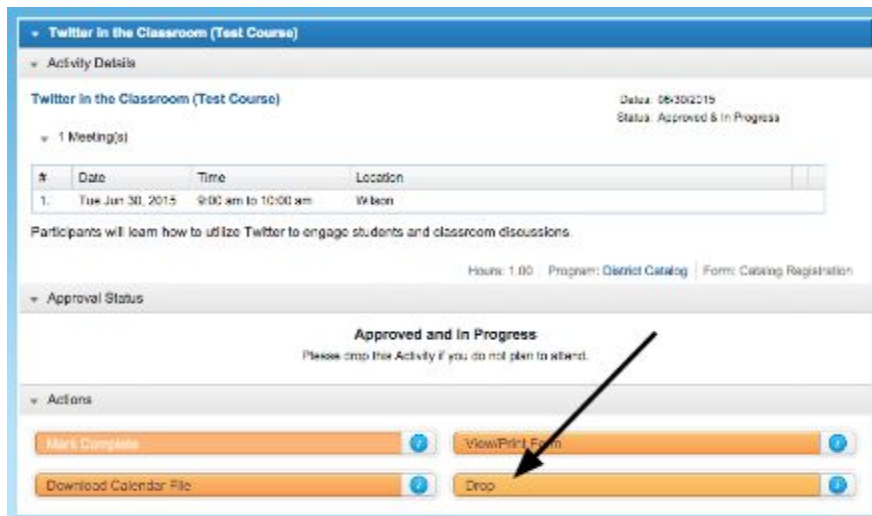 Twitter in the Classroom (Test Course)
Activity Details
Twitter in the Classroom (Test Course)
Dates: 06/30/2015
Status: Approved & In Progress
1 Meeting(s)
# Date Time Location
1. Tue Jun 30, 2015 9:00 am to 10:00 am Wilson
Participants will learn how to utilize Twitter to engage students and classroom discussions.
Hours: 1.00 Program: District Catalog Form: Catalog Registration
Approval Status
Approved and In Progress
Please drop this Activity if you do not plan to attend.
Actions
Mark Complete
View/Print Form
Download Calendar File
Drop